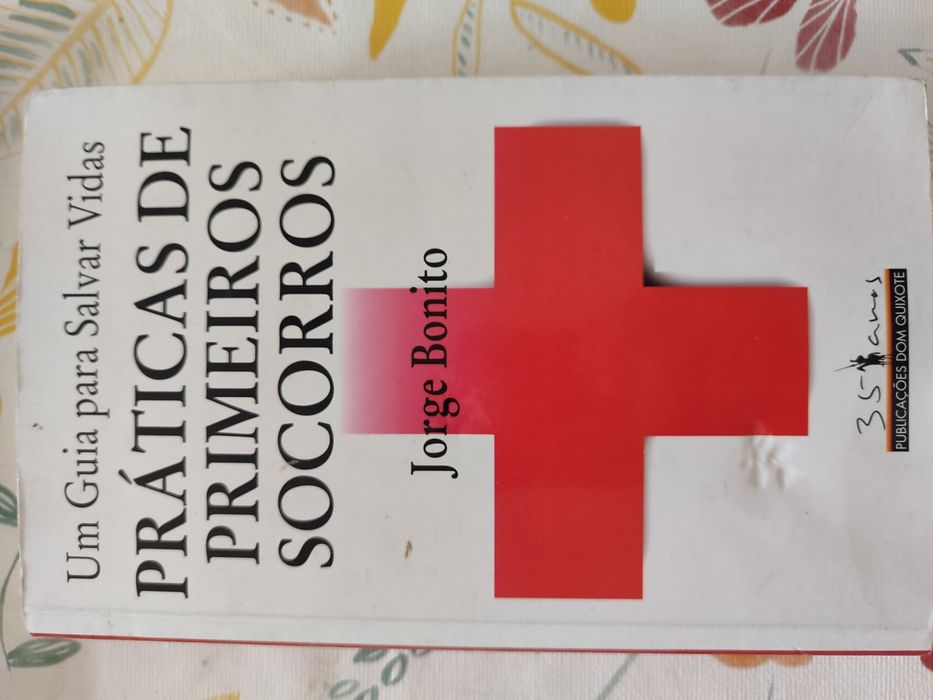 Um Guia para Salvar Vidas
PRÁTICAS DE
PRIMEIROS
SOCORROS
Jorge Bonito
35 anos
PUBLICAÇÕES DOM QUIXOTE